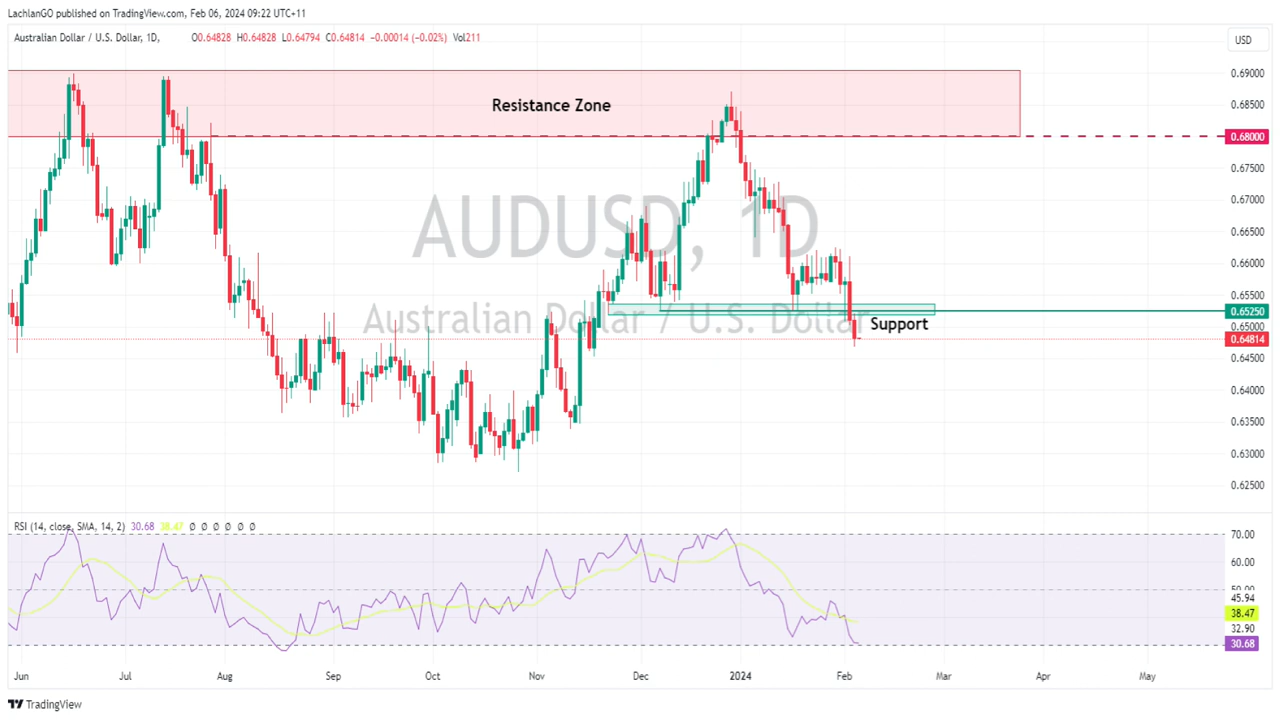 LachlanGO published on TradingView.com, Feb 06, 2024 09:22 UTC+11
Australian Dollar / U.S. Dollar, 1D, O0.64828 H0.64828 L0.64794 C0.64814 −0.00014 (−0.02%) Vol211
USD
0.69000
Resistance Zone
0.68500
0.68000
0.67500
0.67000
AUDUSD, 1D
0.66500
0.66000
0.65500
Australian Dollar / U.S. Dollar
0.65250
Support
0.65000
0.64814
0.64500
0.64000
0.63500
0.63000
0.62500
RSI (14, close, SMA, 14, 2) 30.68 38.47 Ø Ø Ø Ø Ø Ø
70.00
60.00
50.00
45.94
38.47
32.90
30.68
Jun Jul Aug Sep Oct Nov Dec 2024 Feb Mar Apr May
TradingView